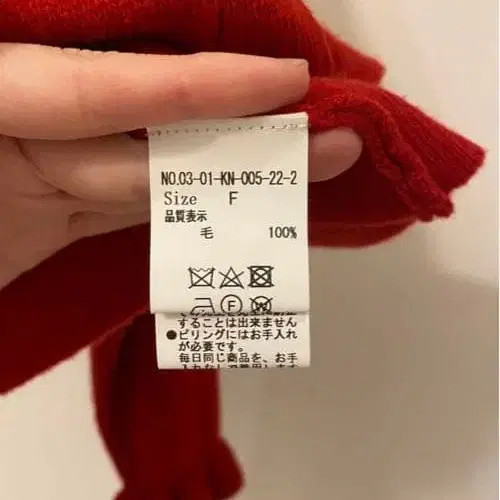 NO.03-01-KN-005-22-2
Size F
品質表示
毛 100%
F
することは出来ません
●ピリングにはお手入れ
が必要です。
毎日同じ商品を、お手